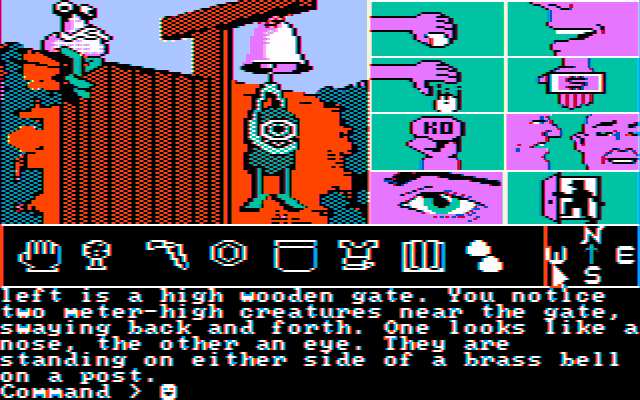 $
KO
N
W E
S
left is a high wooden gate. You notice
two meter-high creatures near the gate,
swaying back and forth. One looks like a
nose, the other an eye. They are
standing on either side of a brass bell
on a post.
Command >